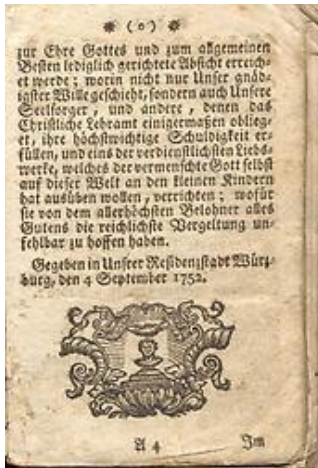 ❋ (o) ❋
zur Ehre Gottes und zum allgemeinen
Besten lediglich gerichtete Absicht erreich-
et werde; worin nicht nur Unser gnäd-
igster Wille geschieht, sondern auch Unsere
Seelsorger, und andere, denen das
Christliche Lehramt einigermaßen oblieg-
et, ihre höchstwichtige Schuldigkeit er-
füllen, und eins der verdienstlichsten Liebs-
werke, welches der vermenschte Gott selbst
auf dieser Welt an den kleinen Kindern
hat ausüben wollen, verrichten; wofür
sie von dem allerhöchsten Belohner alles
Gutens die reichlichste Vergeltung un-
fehlbar zu hoffen haben.
Gegeben in Unsrer Residenzstadt Würz-
burg, den 4 September 1752.
A 4
Im